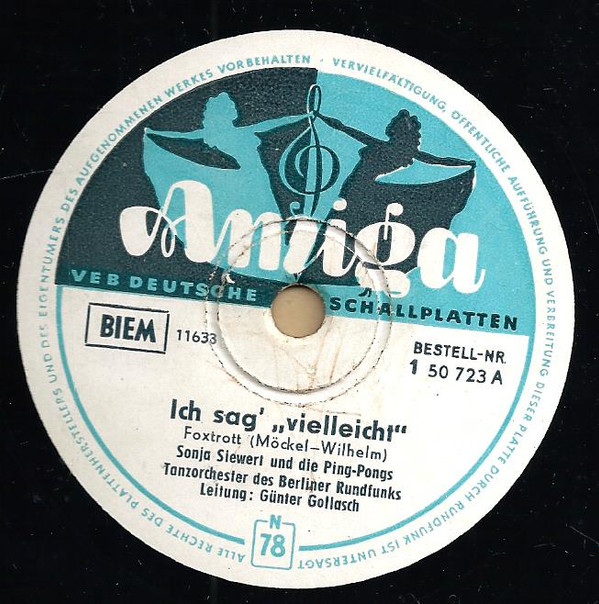 ALLE RECHTE DES PLATTENHERSTELLERS UND DES EIGENTÜMERS DES AUFGENOMMENEN WERKES VORBEHALTEN · VERVIELFÄLTIGUNG, ÖFFENTLICHE AUFFÜHRUNG UND VERBREITUNG DIESER PLATTE DURCH RUNDFUNK IST UNTERSAGT
Amiga
VEB DEUTSCHE SCHALLPLATTEN
BIEM 11633
BESTELL-NR.
1 50 723 A
Ich sag' „vielleicht"
Foxtrott (Möckel-Wilhelm)
Sonja Siewert und die Ping-Pongs
Tanzorchester des Berliner Rundfunks
Leitung: Günter Gollasch
N
78